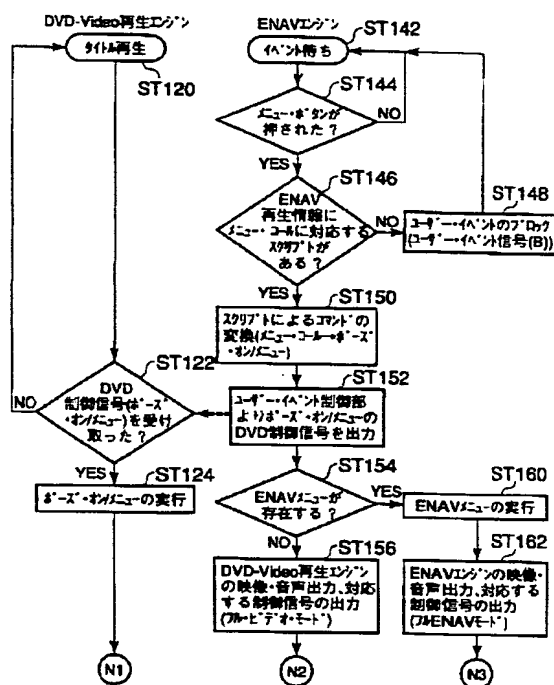 DVD-Video再生エンジン
タイトル再生
ST120
ENAVエンジン
ST142
イベント待ち
ST144
メニュー・ボタンが
押された?
NO
YES
ST146
ENAV
再生情報に
メニュー・コールに対応する
スクリプトが
ある?
NO
YES
ST148
ユーザー・イベントのブロック
(ユーザー・イベント信号(B))
ST150
スクリプトによるコマンドの
変換(メニュー・コール→ポーズ・
オン/メニュー)
ST122
DVD
制御信号(ポーズ・
オン/メニュー)を受け
取った?
NO
YES
ST152
ユーザー・イベント制御部
よりポーズ・オン/メニューの
DVD制御信号を出力
ST124
ポーズ・オン/メニューの実行
ST154
ENAVメニューが
存在する?
YES
NO
ST160
ENAVメニューの実行
ST156
DVD-Video再生エンジン
の映像・音声出力、対応
する制御信号の出力
(フル・ビデオ・モード)
ST162
ENAVエンジンの映像・
音声出力、対応する
制御信号の出力
(フルENAVモード)
N1
N2
N3